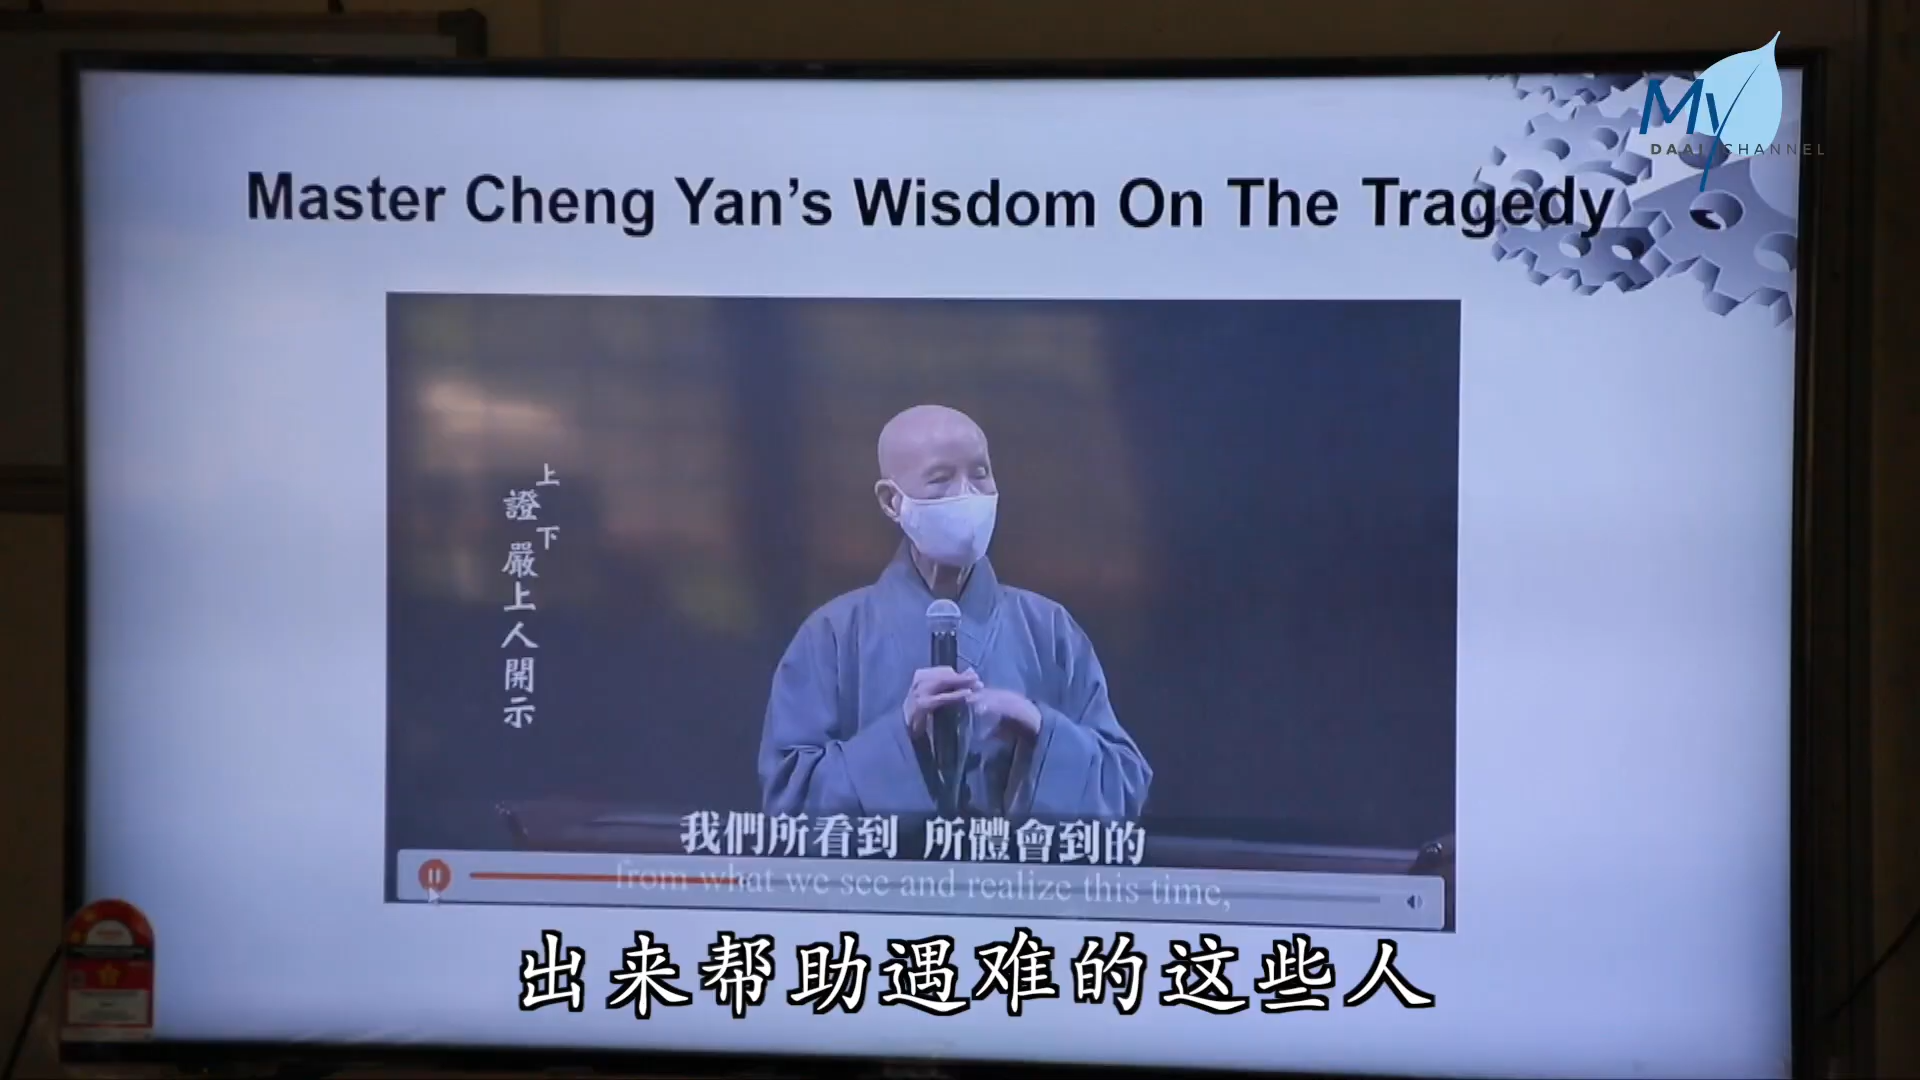 My
DAAI CHANNEL
Master Cheng Yan’s Wisdom On The Tragedy
上證下嚴上人開示
我們所看到 所體會到的
from what we see and realize this time,
出来帮助遇难的这些人